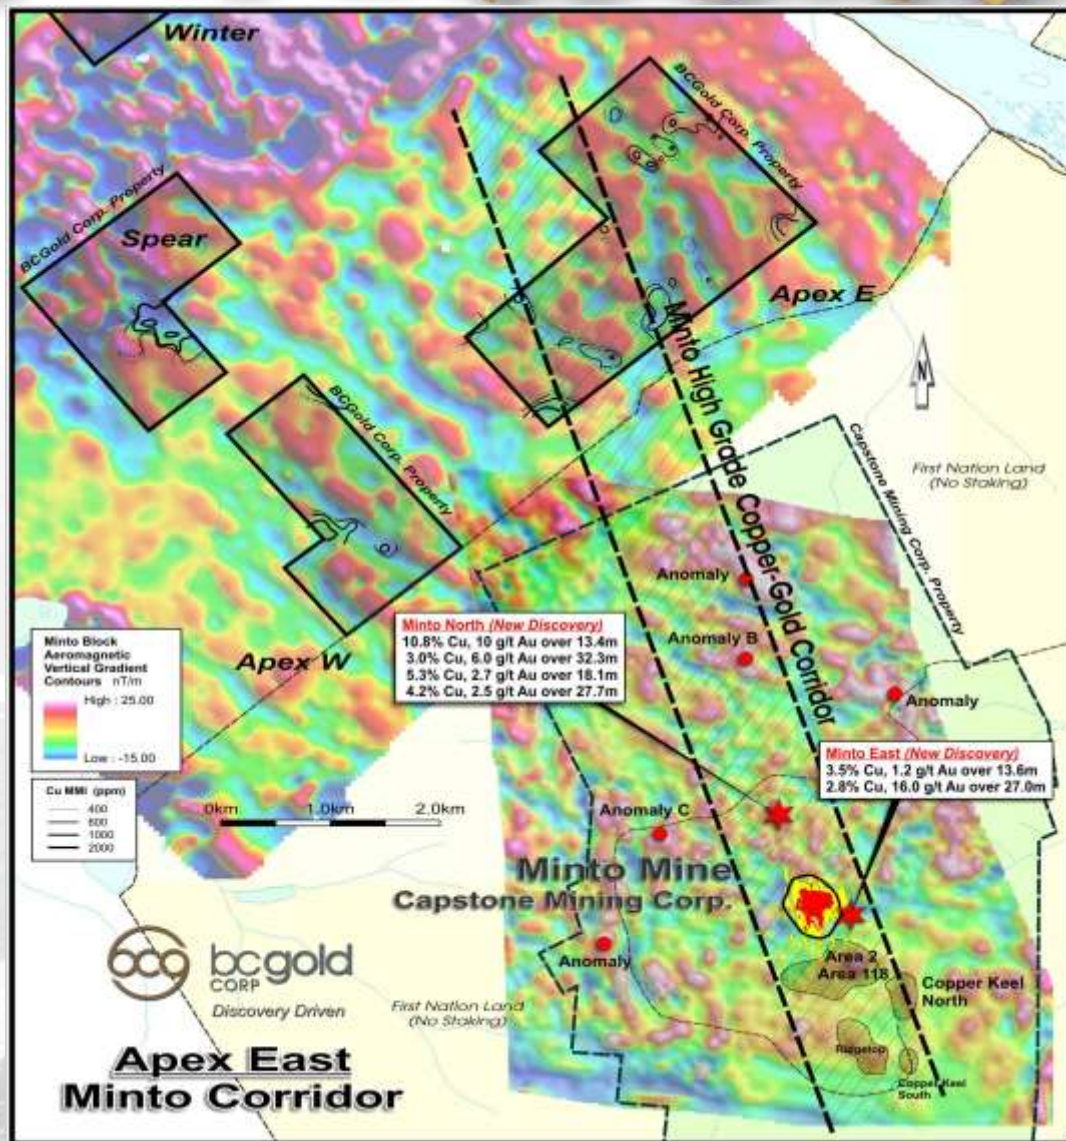 Winter
BCGold Corp. Property
BCGold Corp. Property
Spear
Apex E
Minto High Grade Copper-Gold Corridor
N
BCGold Corp. Property
Capstone Mining Corp. Property
First Nation Land
(No Staking)
Anomaly
Anomaly B
Anomaly
Minto North (New Discovery)
10.8% Cu, 10 g/t Au over 13.4m
3.0% Cu, 6.0 g/t Au over 32.3m
5.3% Cu, 2.7 g/t Au over 18.1m
4.2% Cu, 2.5 g/t Au over 27.7m
Apex W
Minto Block
Aeromagnetic
Vertical Gradient
Contours nT/m
High : 25.00
Low : -15.00
Minto East (New Discovery)
3.5% Cu, 1.2 g/t Au over 13.6m
2.8% Cu, 16.0 g/t Au over 27.0m
Cu MMI (ppm)
400
600
1000
2000
0km 1.0km 2.0km
Anomaly C
Minto Mine
Capstone Mining Corp.
Anomaly
Area 2
Area 118
Copper Keel
North
Ridgetop
Copper Keel
South
bcgold
CORP
Discovery Driven
First Nation Land
(No Staking)
Apex East
Minto Corridor